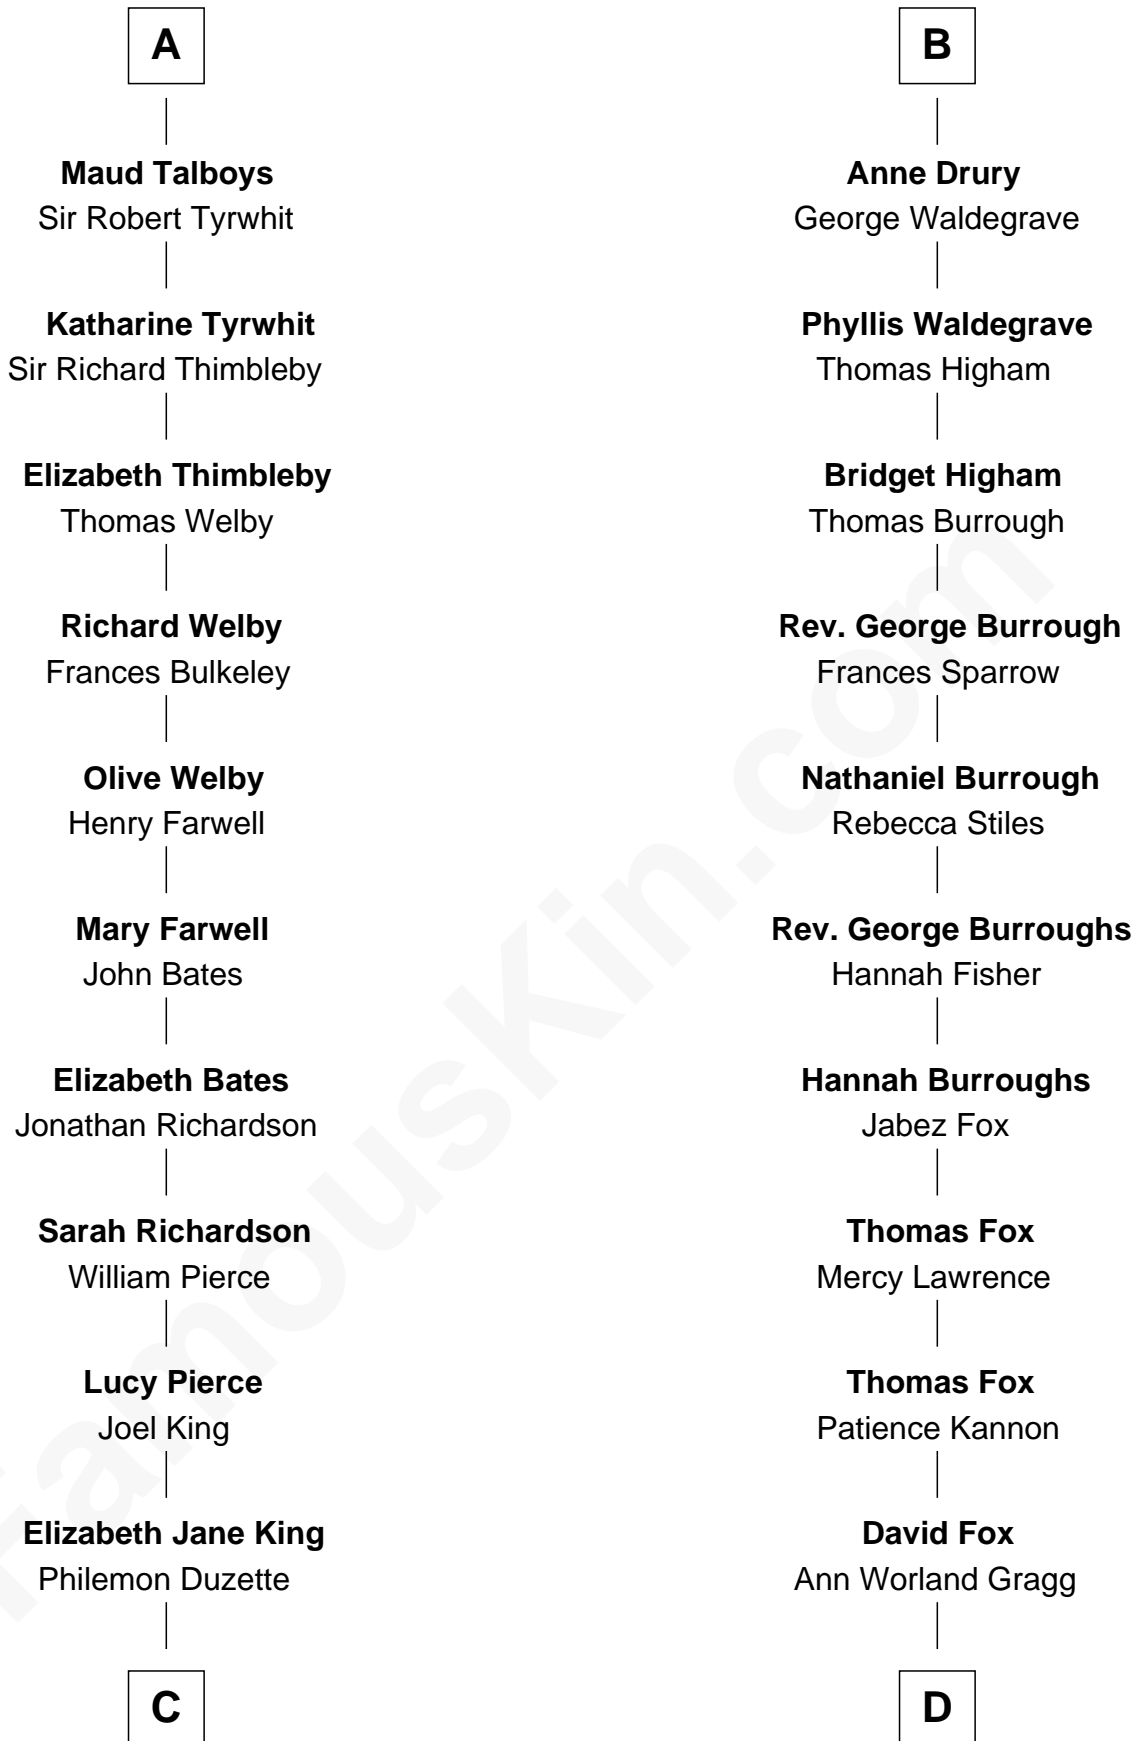 A
Maud Talboys
Sir Robert Tyrwhit
Katharine Tyrwhit
Sir Richard Thimbleby
Elizabeth Thimbleby
Thomas Welby
Richard Welby
Frances Bulkeley
Olive Welby
Henry Farwell
Mary Farwell
John Bates
Elizabeth Bates
Jonathan Richardson
Sarah Richardson
William Pierce
Lucy Pierce
Joel King
Elizabeth Jane King
Philemon Duzette
C
B
Anne Drury
George Waldegrave
Phyllis Waldegrave
Thomas Higham
Bridget Higham
Thomas Burrough
Rev. George Burrough
Frances Sparrow
Nathaniel Burrough
Rebecca Stiles
Rev. George Burroughs
Hannah Fisher
Hannah Burroughs
Jabez Fox
Thomas Fox
Mercy Lawrence
Thomas Fox
Patience Kannon
David Fox
Ann Worland Gragg
D
FamousKin.com